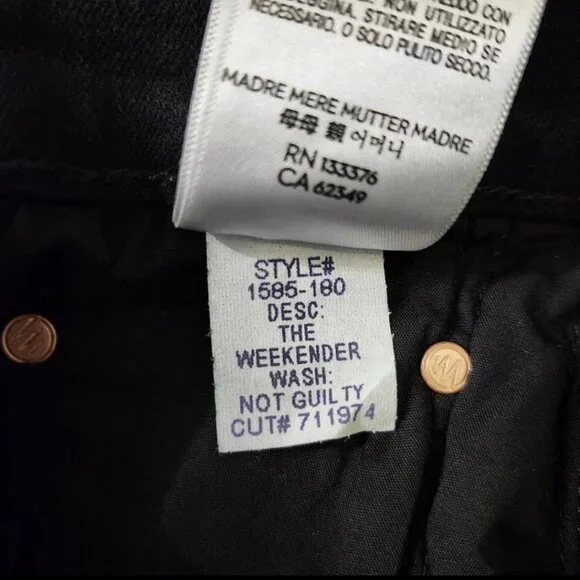 NON UTILIZZATO
NECESSARIO. O SOLO PULITO SECCO.
MADRE MERE MUTTER MADRE
母母 親 어머니
RN 133376
CA 62349
STYLE#
1585-180
DESC:
THE
WEEKENDER
WASH:
NOT GUILTY
CUT# 711974